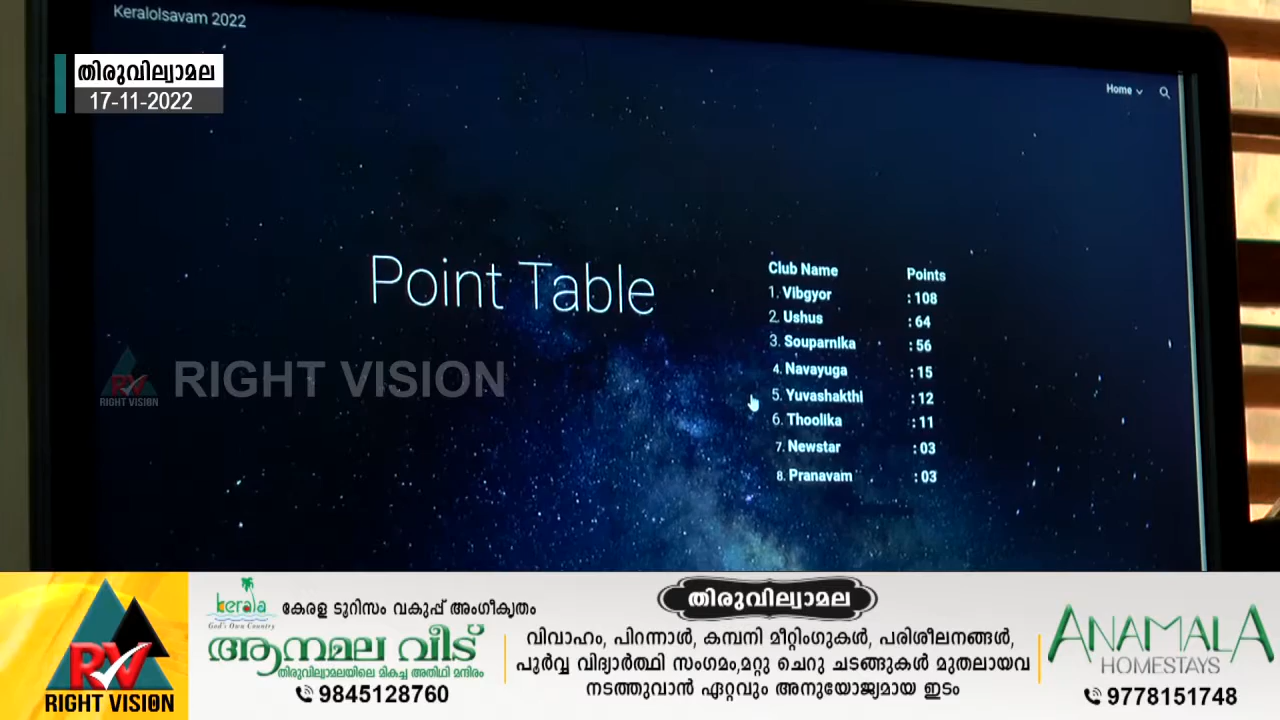 Keralolsavam 2022
തിരുവില്വാമല
17-11-2022
Home
Point Table
Club Name Points
1. Vibgyor : 108
2. Ushus : 64
3. Souparnika : 56
4. Navayuga : 15
5. Yuvashakthi : 12
6. Thoolika : 11
7. Newstar : 03
8. Pranavam : 03
RV
RIGHT VISION
RIGHT VISION
RV
RIGHT VISION
kerala
God's Own Country
കേരള ടൂറിസം വകുപ്പ് അംഗീകൃതം
ആനമല വീട്
തിരുവില്വാമലയിലെ മികച്ച അതിഥി മന്ദിരം
9845128760
തിരുവില്വാമല
വിവാഹം, പിറന്നാൾ, കമ്പനി മീറ്റിംഗുകൾ, പരിശീലനങ്ങൾ,
പൂർവ്വ വിദ്യാർത്ഥി സംഗമം,മറ്റു ചെറു ചടങ്ങുകൾ മുതലായവ
നടത്തുവാൻ ഏറ്റവും അനുയോജ്യമായ ഇടം
ANAMALA
HOMESTAYS
9778151748